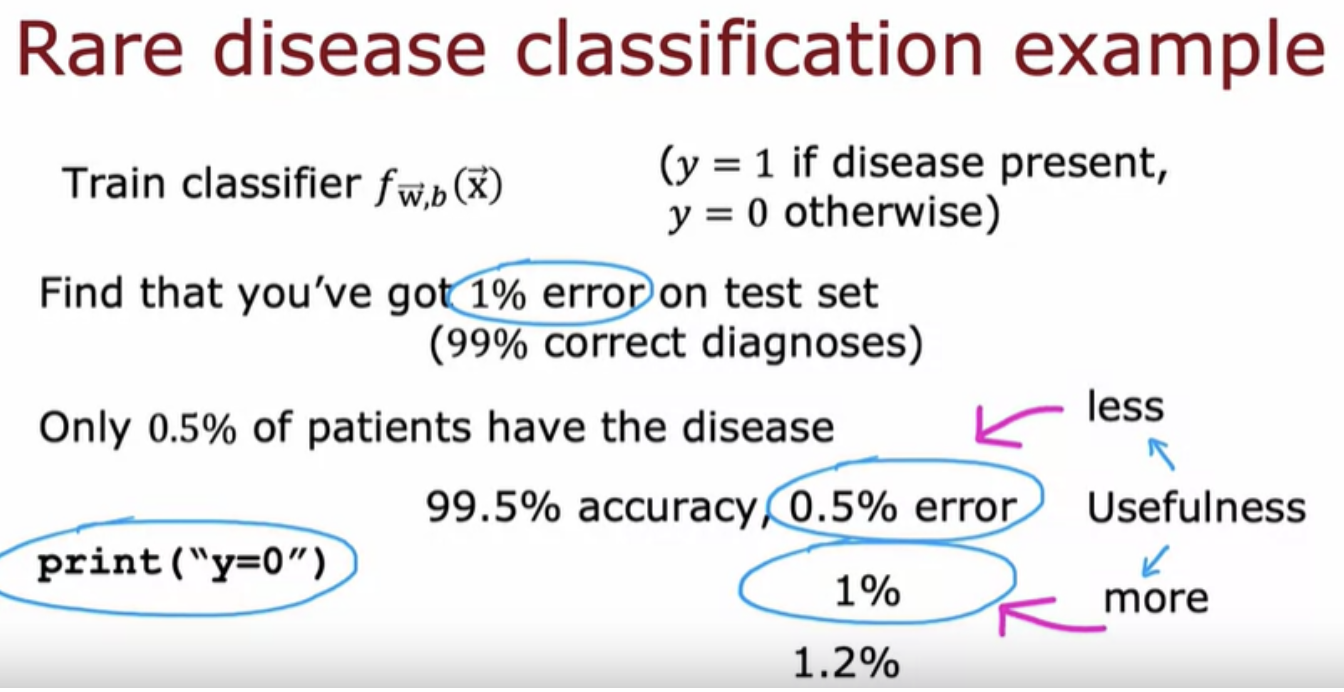 Rare disease classification example
Train classifier f_{w⃗,b}(x⃗)
(y = 1 if disease present,
y = 0 otherwise)
Find that you’ve got 1% error on test set
(99% correct diagnoses)
Only 0.5% of patients have the disease
less
99.5% accuracy, 0.5% error
Usefulness
print(“y=0”)
1%
more
1.2%